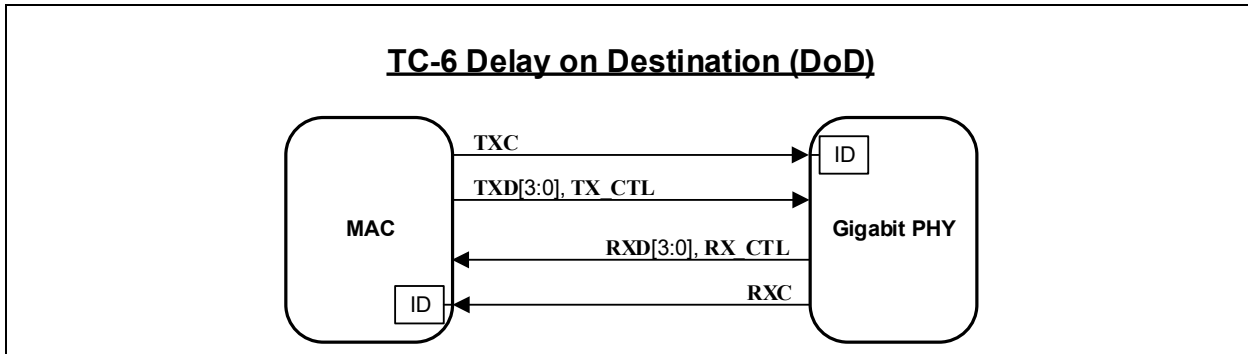 TC-6 Delay on Destination (DoD)
TXC
ID
TXD[3:0], TX_CTL
MAC
Gigabit PHY
RXD[3:0], RX_CTL
RXC
ID